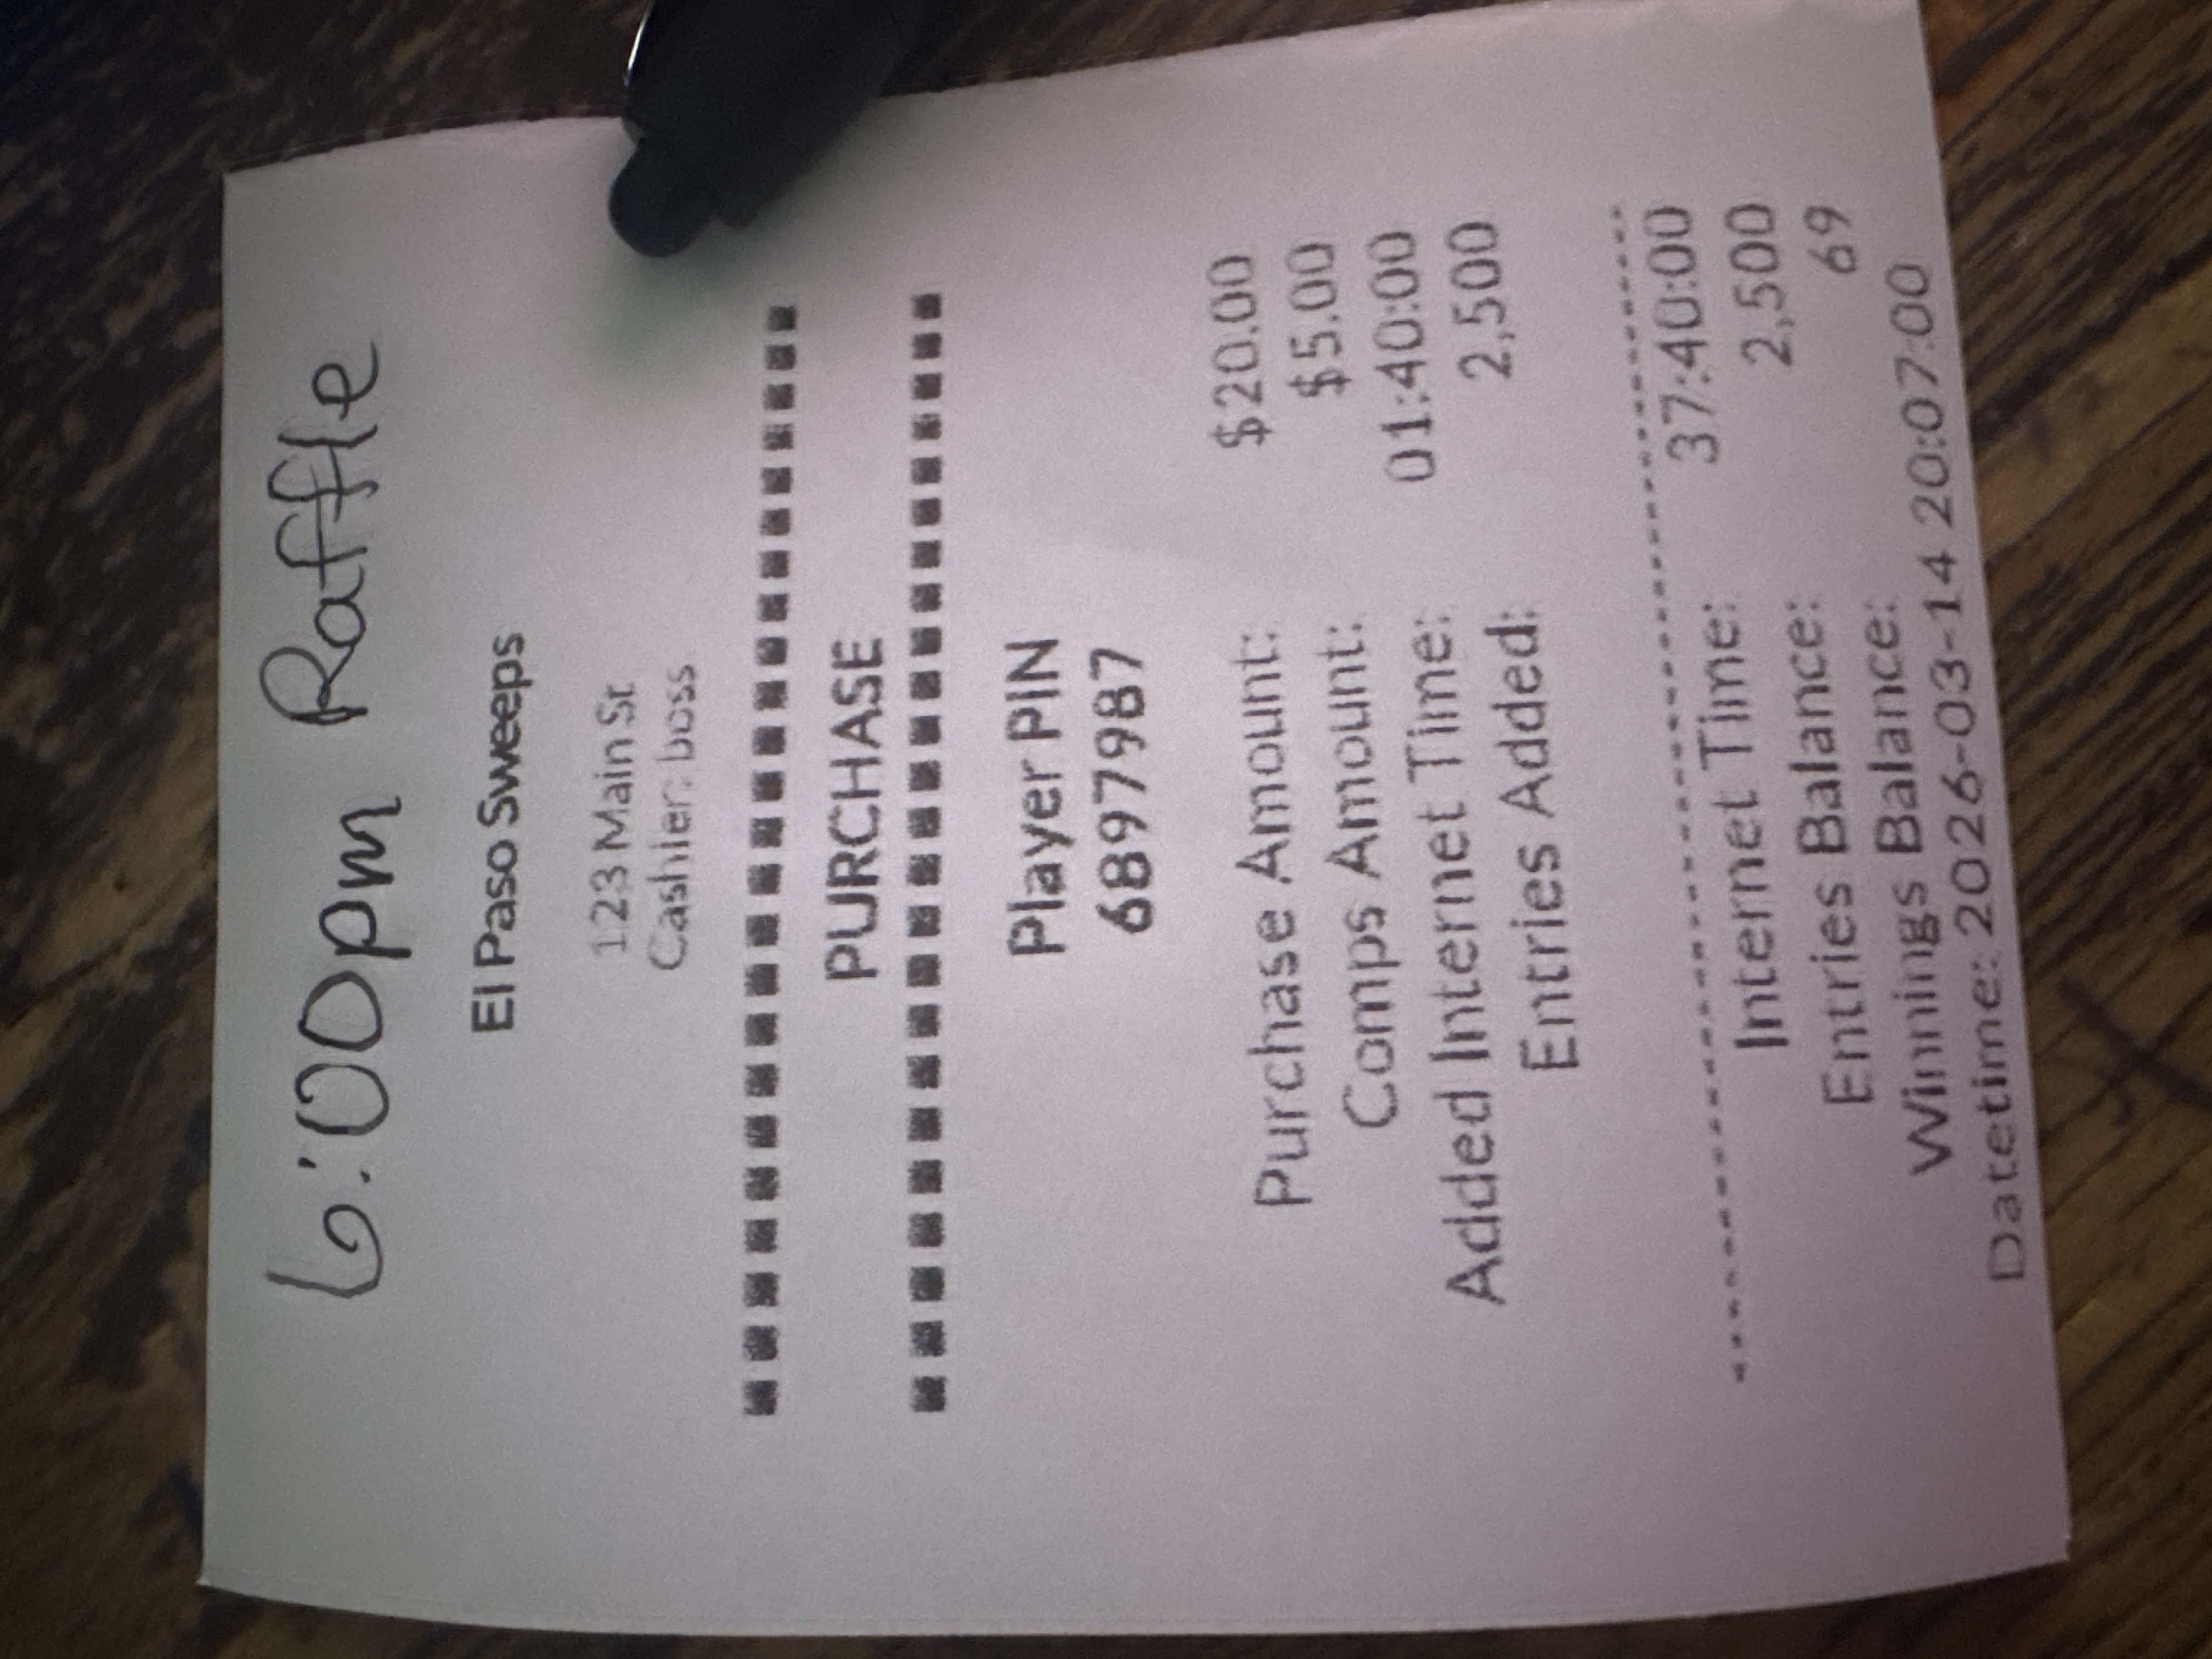 6:00pm Raffle
El Paso Sweeps
123 Main St
Cashier: boss
PURCHASE
Player PIN
6897987
Purchase Amount: $20.00
Comps Amount: $5.00
Added Internet Time: 01:40:00
Entries Added: 2,500
Internet Time: 37:40:00
Entries Balance: 2,500
Winnings Balance: 69
Datetime: 2026-03-14 20:07:00